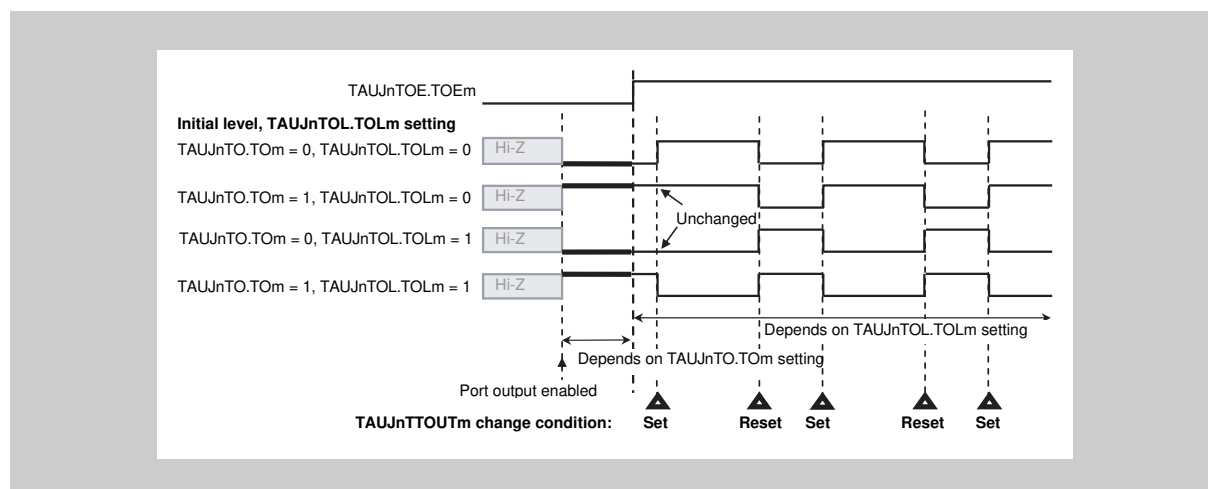 TAUJnTOE.TOEm
Initial level, TAUJnTOL.TOLm setting
TAUJnTO.TOm = 0, TAUJnTOL.TOLm = 0
Hi-Z
TAUJnTO.TOm = 1, TAUJnTOL.TOLm = 0
Hi-Z
Unchanged
TAUJnTO.TOm = 0, TAUJnTOL.TOLm = 1
Hi-Z
TAUJnTO.TOm = 1, TAUJnTOL.TOLm = 1
Hi-Z
Depends on TAUJnTOL.TOLm setting
Depends on TAUJnTO.TOm setting
Port output enabled
TAUJnTTOUTm change condition: Set Reset Set Reset Set